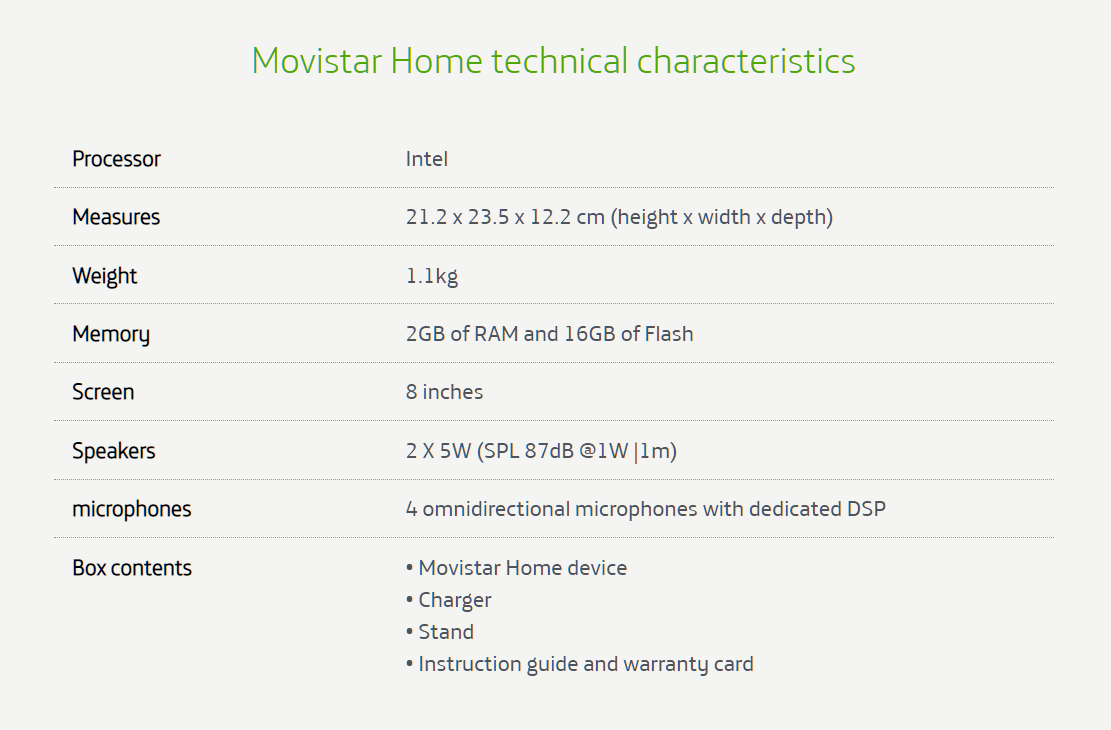 Movistar Home technical characteristics
Processor Intel
Measures 21.2 x 23.5 x 12.2 cm (height x width x depth)
Weight 1.1kg
Memory 2GB of RAM and 16GB of Flash
Screen 8 inches
Speakers 2 X 5W (SPL 87dB @1W |1m)
microphones 4 omnidirectional microphones with dedicated DSP
Box contents • Movistar Home device
• Charger
• Stand
• Instruction guide and warranty card